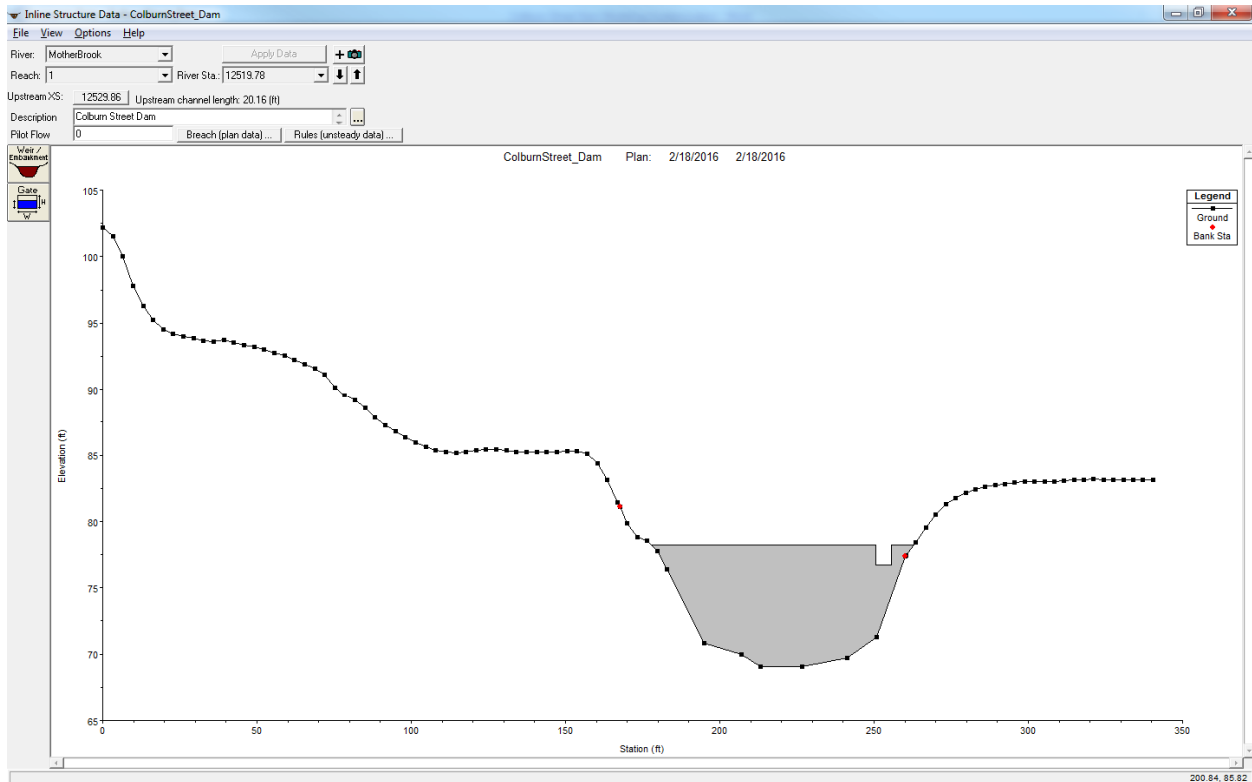 Inline Structure Data - ColburnStreet_Dam
File View Options Help
River: MotherBrook Apply Data
Reach: 1 River Sta.: 12519.78
Upstream XS: 12529.86 Upstream channel length: 20.16 (ft)
Description Colburn Street Dam ...
Pilot Flow 0 Breach (plan data) ... Rules (unsteady data) ...
Weir /
Embankment
Gate
H
W
ColburnStreet_Dam Plan: 2/18/2016 2/18/2016
Legend
Ground
Bank Sta
105
100
95
90
85
80
75
70
65
Elevation (ft)
0 50 100 150 200 250 300 350
Station (ft)
200.84, 85.82